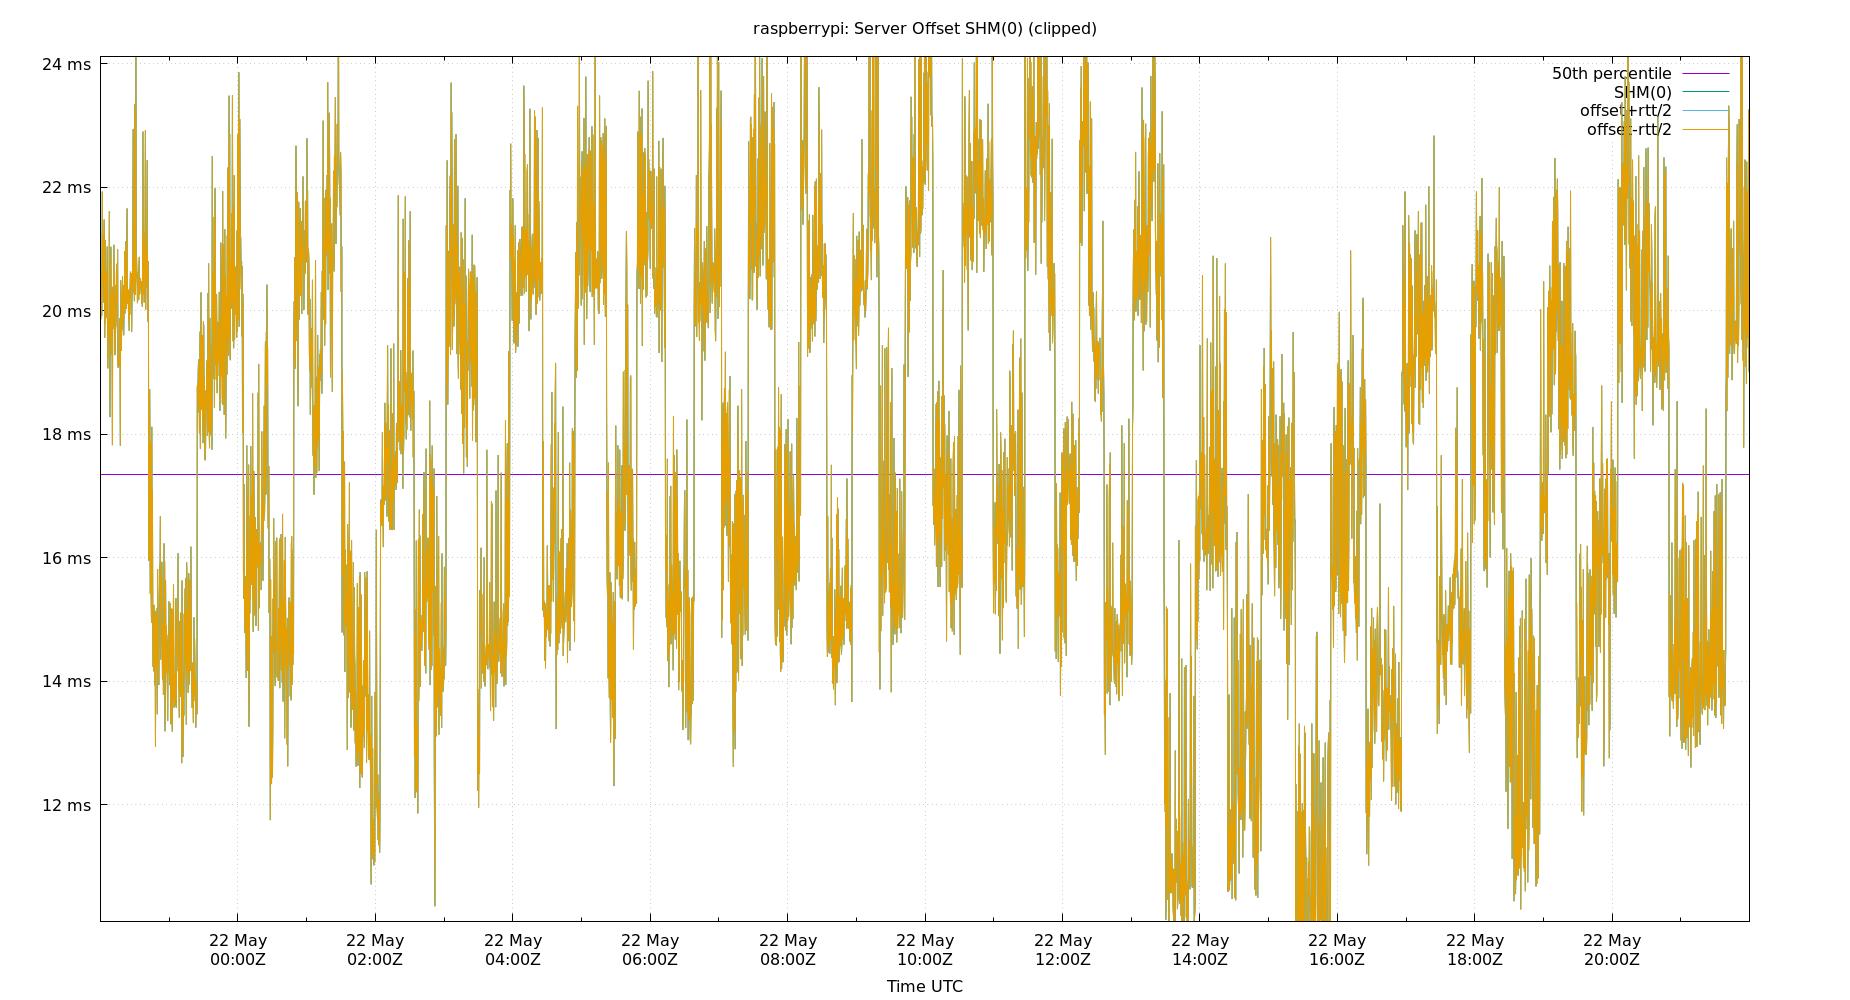 raspberrypi: Server Offset SHM(0) (clipped)
24 ms
22 ms
20 ms
18 ms
16 ms
14 ms
12 ms
50th percentile
SHM(0)
offset+rtt/2
offset-rtt/2
22 May 22 May 22 May 22 May 22 May 22 May 22 May 22 May 22 May 22 May 22 May
00:00Z 02:00Z 04:00Z 06:00Z 08:00Z 10:00Z 12:00Z 14:00Z 16:00Z 18:00Z 20:00Z
Time UTC